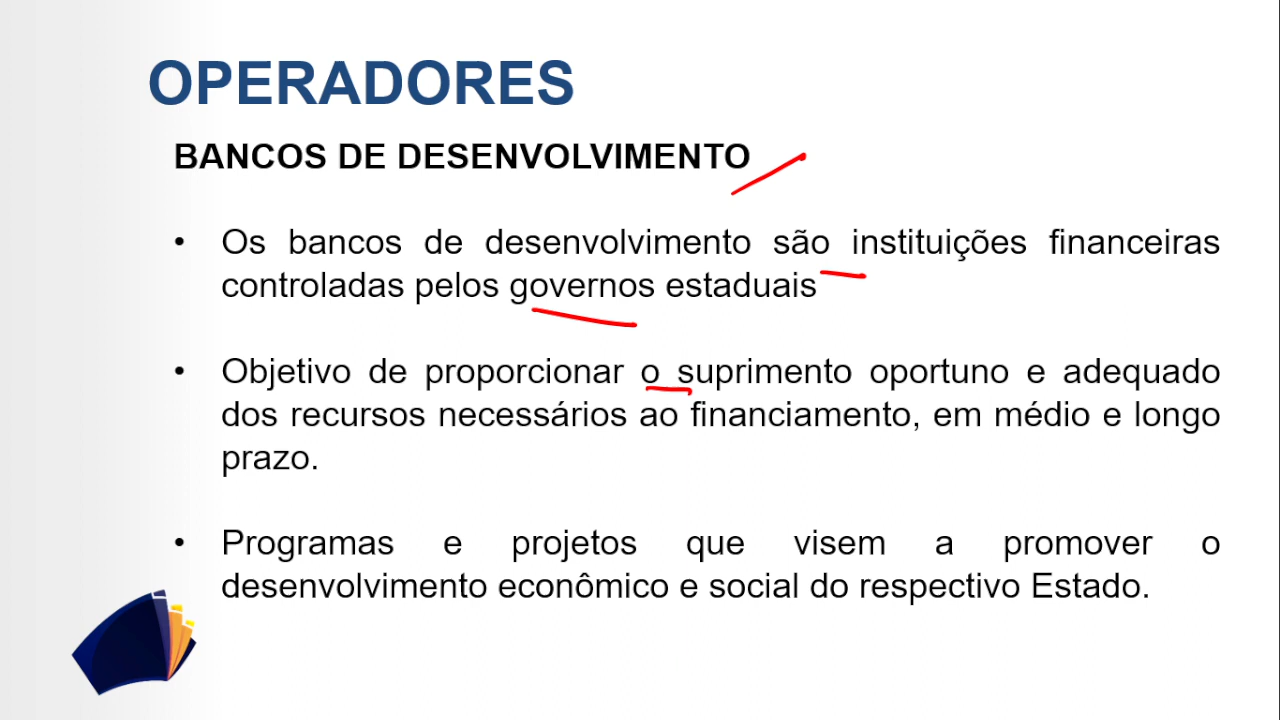 OPERADORES
BANCOS DE DESENVOLVIMENTO
• Os bancos de desenvolvimento são instituições financeiras
controladas pelos governos estaduais
• Objetivo de proporcionar o suprimento oportuno e adequado
dos recursos necessários ao financiamento, em médio e longo
prazo.
• Programas e projetos que visem a promover o
desenvolvimento econômico e social do respectivo Estado.